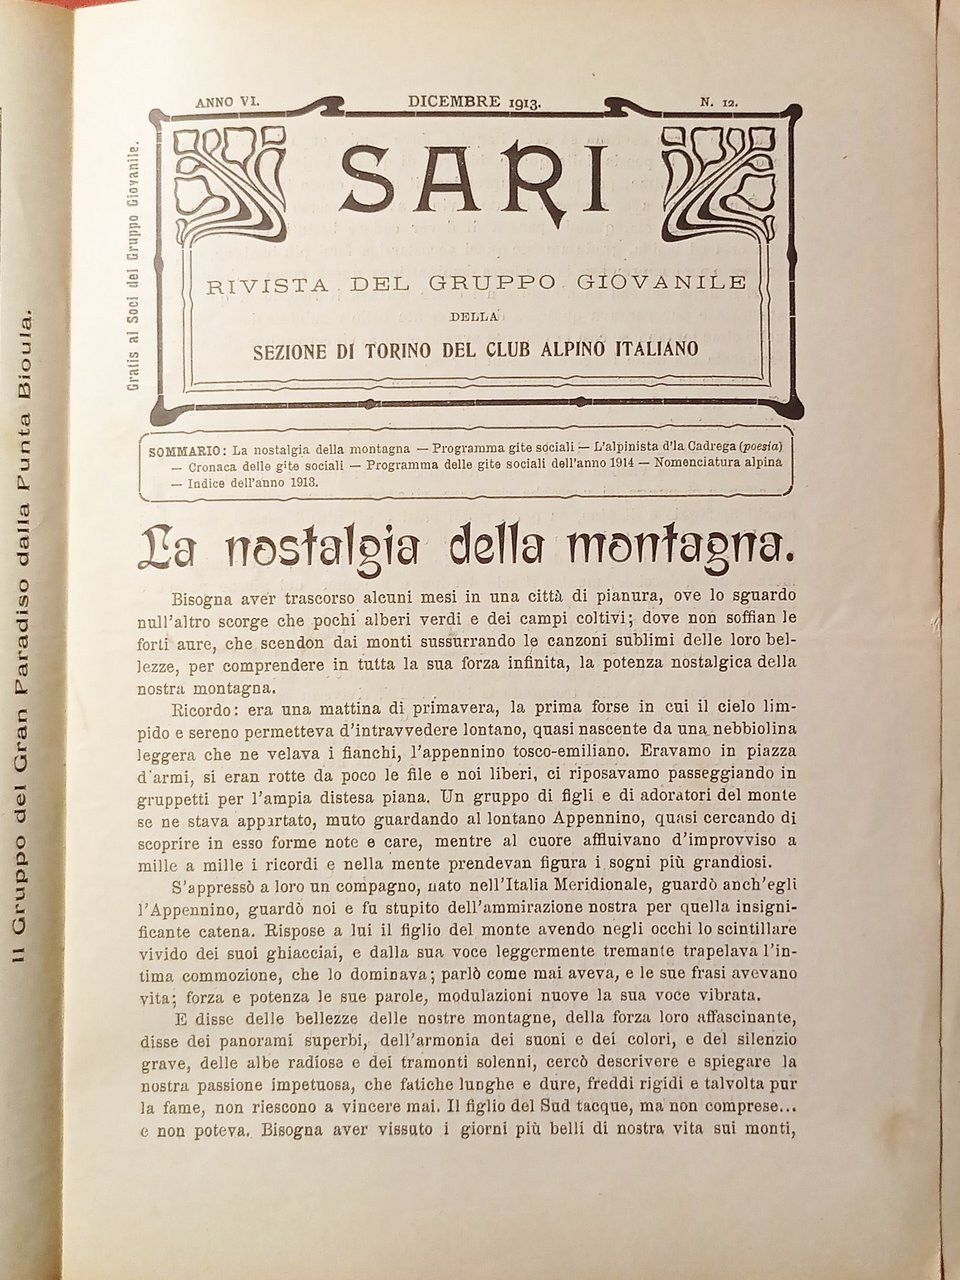 ANNO VI.
DICEMBRE 1913.
N. 12.
SARI
RIVISTA DEL GRUPPO GIOVANILE
DELLA
SEZIONE DI TORINO DEL CLUB ALPINO ITALIANO
Gratis ai Soci del Gruppo Giovanile.
Il Gruppo del Gran Paradiso dalla Punta Bioula.
SOMMARIO: La nostalgia della montagna — Programma gite sociali — L'alpinista d'la Cadrega (poesia)
— Cronaca delle gite sociali — Programma delle gite sociali dell'anno 1914 — Nomenciatura alpina
— Indice dell'anno 1913.
La nostalgia della montagna.
Bisogna aver trascorso alcuni mesi in una città di pianura, ove lo sguardo
null'altro scorge che pochi alberi verdi e dei campi coltivi; dove non soffian le
forti aure, che scendon dai monti sussurrando le canzoni sublimi delle loro bel-
lezze, per comprendere in tutta la sua forza infinita, la potenza nostalgica della
nostra montagna.
Ricordo: era una mattina di primavera, la prima forse in cui il cielo lim-
pido e sereno permetteva d'intravvedere lontano, quasi nascente da una nebbiolina
leggera che ne velava i fianchi, l'appennino tosco-emiliano. Eravamo in piazza
d'armi, si eran rotte da poco le file e noi liberi, ci riposavamo passeggiando in
gruppetti per l'ampia distesa piana. Un gruppo di figli e di adoratori del monte
se ne stava appartato, muto guardando al lontano Appennino, quasi cercando di
scoprire in esso forme note e care, mentre al cuore affluivano d'improvviso a
mille a mille i ricordi e nella mente prendevan figura i sogni più grandiosi.
S'appressò a loro un compagno, nato nell'Italia Meridionale, guardò anch'egli
l'Appennino, guardò noi e fu stupito dell'ammirazione nostra per quella insigni-
ficante catena. Rispose a lui il figlio del monte avendo negli occhi lo scintillare
vivido dei suoi ghiacciai, e dalla sua voce leggermente tremante trapelava l'in-
tima commozione, che lo dominava; parlò come mai aveva, e le sue frasi avevano
vita; forza e potenza le sue parole, modulazioni nuove la sua voce vibrata.
E disse delle bellezze delle nostre montagne, della forza loro affascinante,
disse dei panorami superbi, dell'armonia dei suoni e dei colori, e del silenzio
grave, delle albe radiose e dei tramonti solenni, cercò descrivere e spiegare la
nostra passione impetuosa, che fatiche lunghe e dure, freddi rigidi e talvolta pur
la fame, non riescono a vincere mai. Il figlio del Sud tacque, ma non comprese...
e non poteva. Bisogna aver vissuto i giorni più belli di nostra vita sui monti,